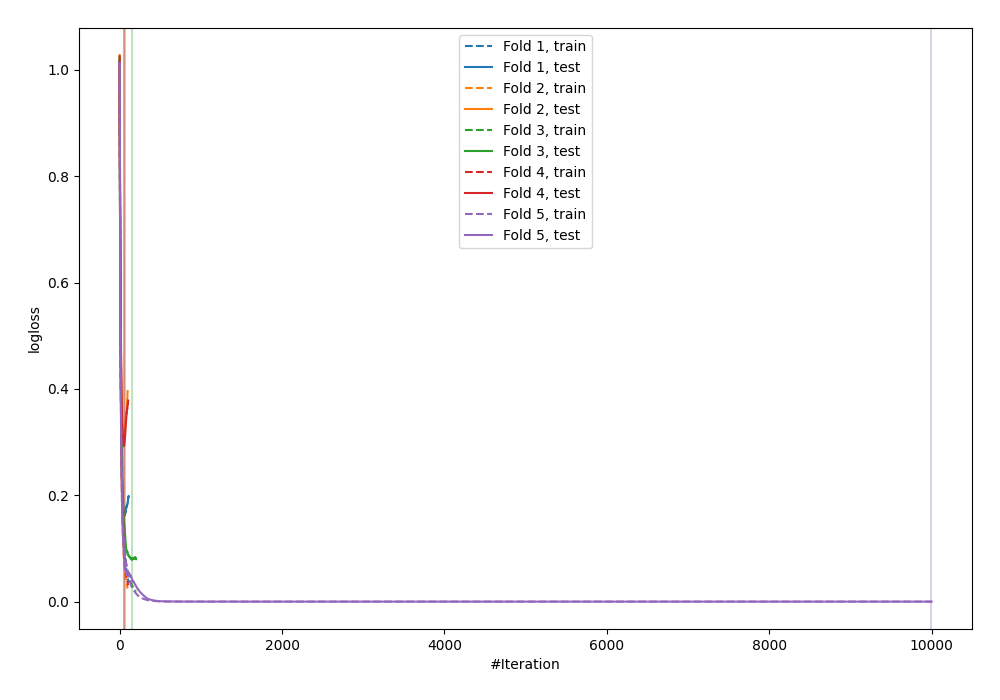 Fold 1, train
Fold 1, test
Fold 2, train
Fold 2, test
Fold 3, train
Fold 3, test
Fold 4, train
Fold 4, test
Fold 5, train
Fold 5, test
logloss
1.0
0.8
0.6
0.4
0.2
0.0
0 2000 4000 6000 8000 10000
#Iteration